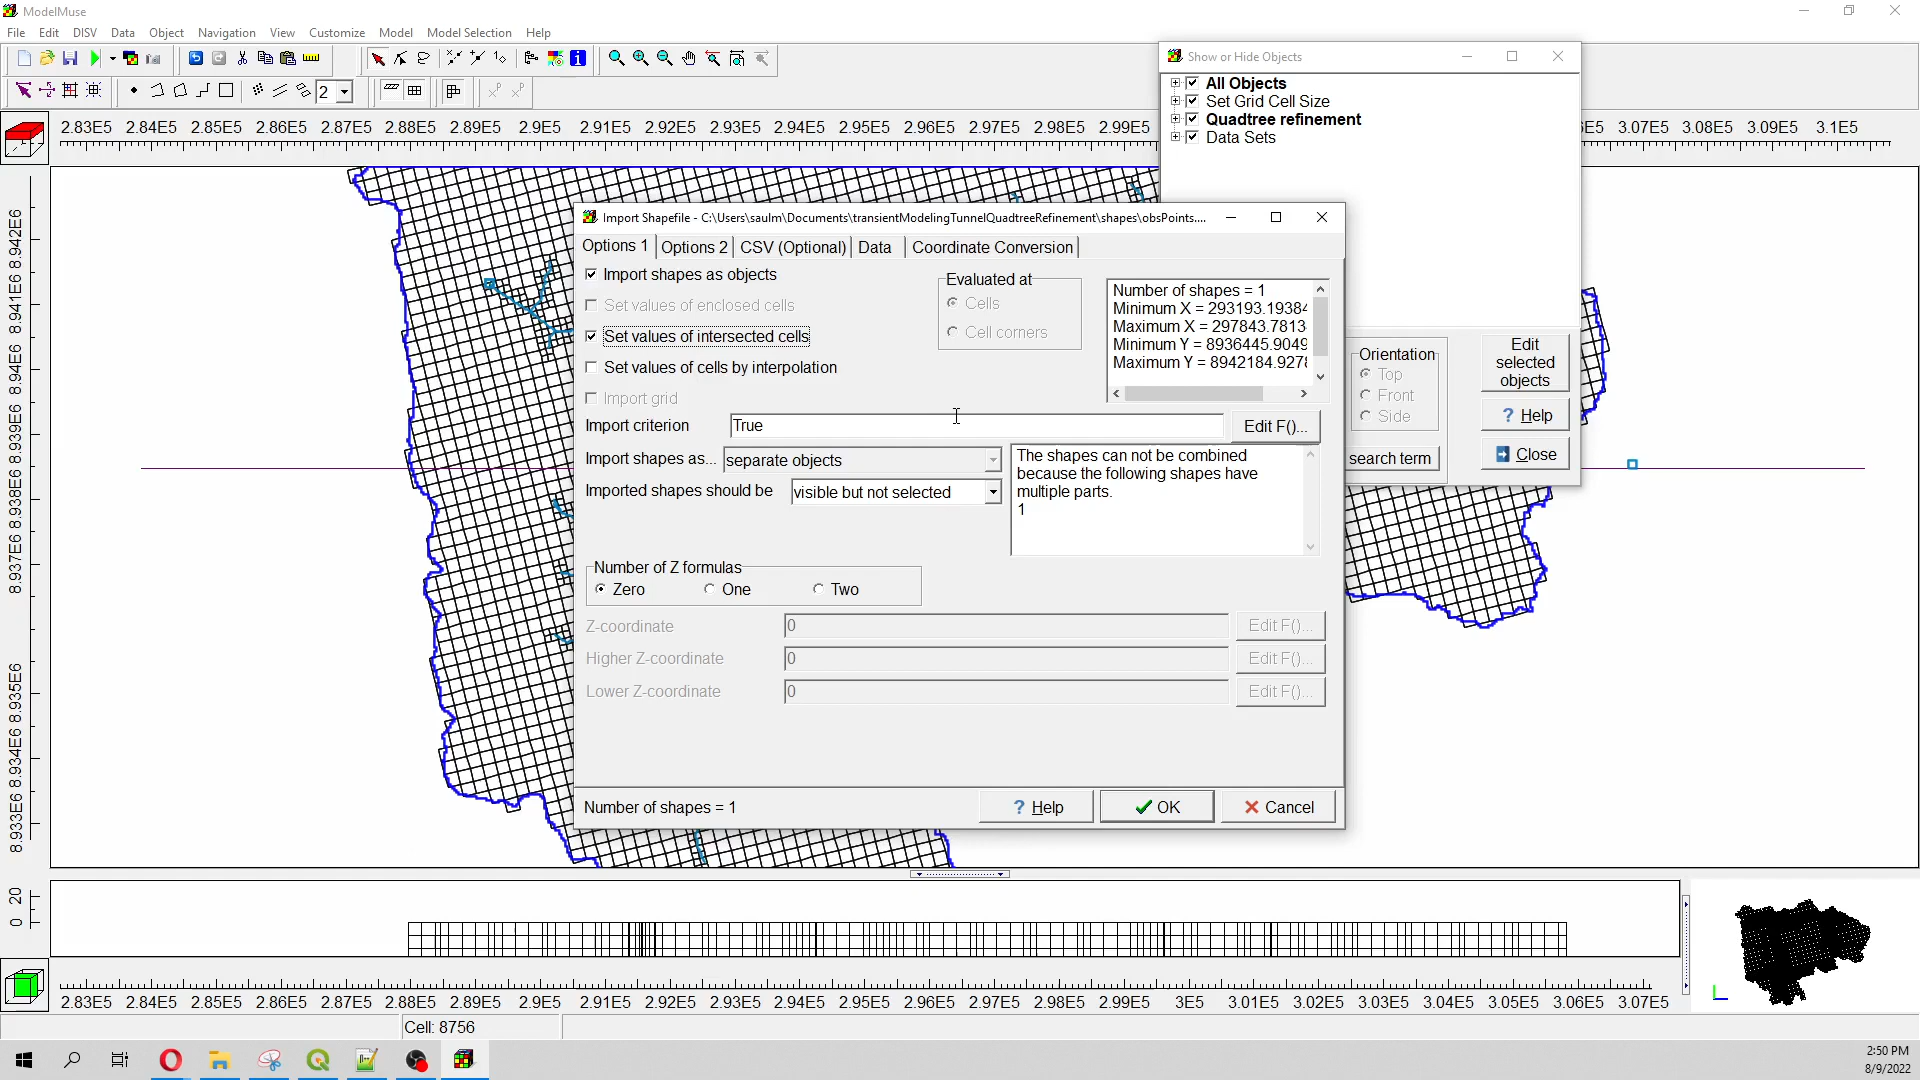 ModelMuse
File Edit DISV Data Object Navigation View Customize Model Model Selection Help
2
2.83E5 2.84E5 2.85E5 2.86E5 2.87E5 2.88E5 2.89E5 2.9E5 2.91E5 2.92E5 2.93E5 2.94E5 2.95E5 2.96E5 2.97E5 2.98E5 2.99E5
3.07E5 3.08E5 3.09E5 3.1E5
Show or Hide Objects
All Objects
Set Grid Cell Size
Quadtree refinement
Data Sets
Orientation
Top
Front
Side
search term
Edit selected objects
? Help
Close
Import Shapefile - C:\Users\saulm\Documents\transientModelingTunnelQuadtreeRefinement\shapes\obsPoints....
Options 1 Options 2 CSV (Optional) Data Coordinate Conversion
Import shapes as objects
Set values of enclosed cells
Set values of intersected cells
Set values of cells by interpolation
Import grid
Evaluated at
Cells
Cell corners
Number of shapes = 1
Minimum X = 293193.1938
Maximum X = 297843.7813
Minimum Y = 8936445.9049
Maximum Y = 8942184.927
Import criterion True Edit F()...
Import shapes as... separate objects
Imported shapes should be visible but not selected
The shapes can not be combined
because the following shapes have
multiple parts.
1
Number of Z formulas
Zero One Two
Z-coordinate 0 Edit F()...
Higher Z-coordinate 0 Edit F()...
Lower Z-coordinate 0 Edit F()...
Number of shapes = 1
? Help OK Cancel
8.942E6
8.941E6
8.94E6
8.939E6
8.938E6
8.937E6
8.935E6
8.934E6
8.933E6
20
0
2.83E5 2.84E5 2.85E5 2.86E5 2.87E5 2.88E5 2.89E5 2.9E5 2.91E5 2.92E5 2.93E5 2.94E5 2.95E5 2.96E5 2.97E5 2.98E5 2.99E5 3E5 3.01E5 3.02E5 3.03E5 3.04E5 3.05E5 3.06E5 3.07E5
Cell: 8756
2:50 PM
8/9/2022